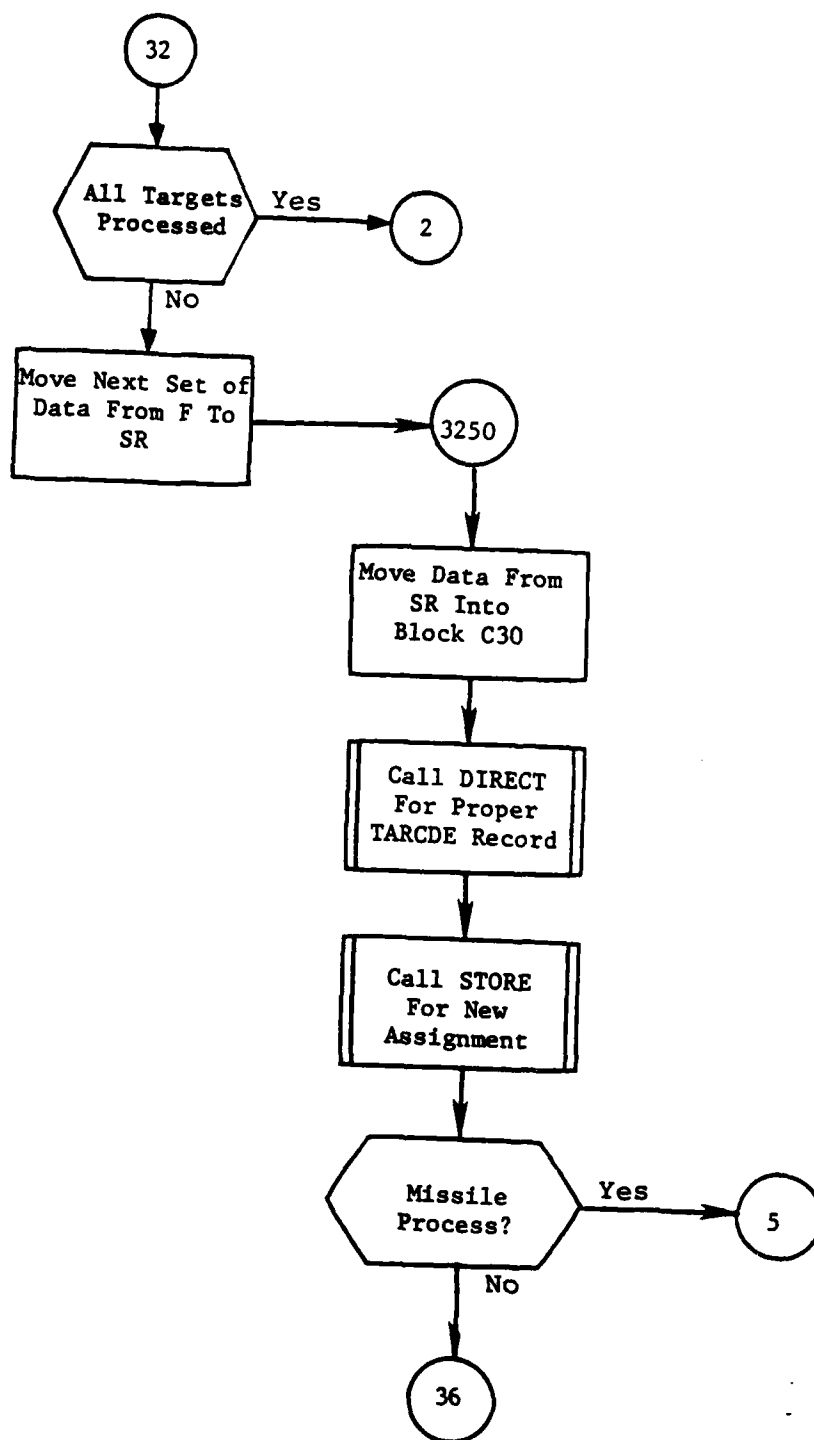 32
All Targets
Processed
Yes
2
No
Move Next Set of
Data From F To
SR
3250
Move Data From
SR Into
Block C30
Call DIRECT
For Proper
TARCDE Record
Call STORE
For New
Assignment
Missile
Process?
Yes
5
No
36